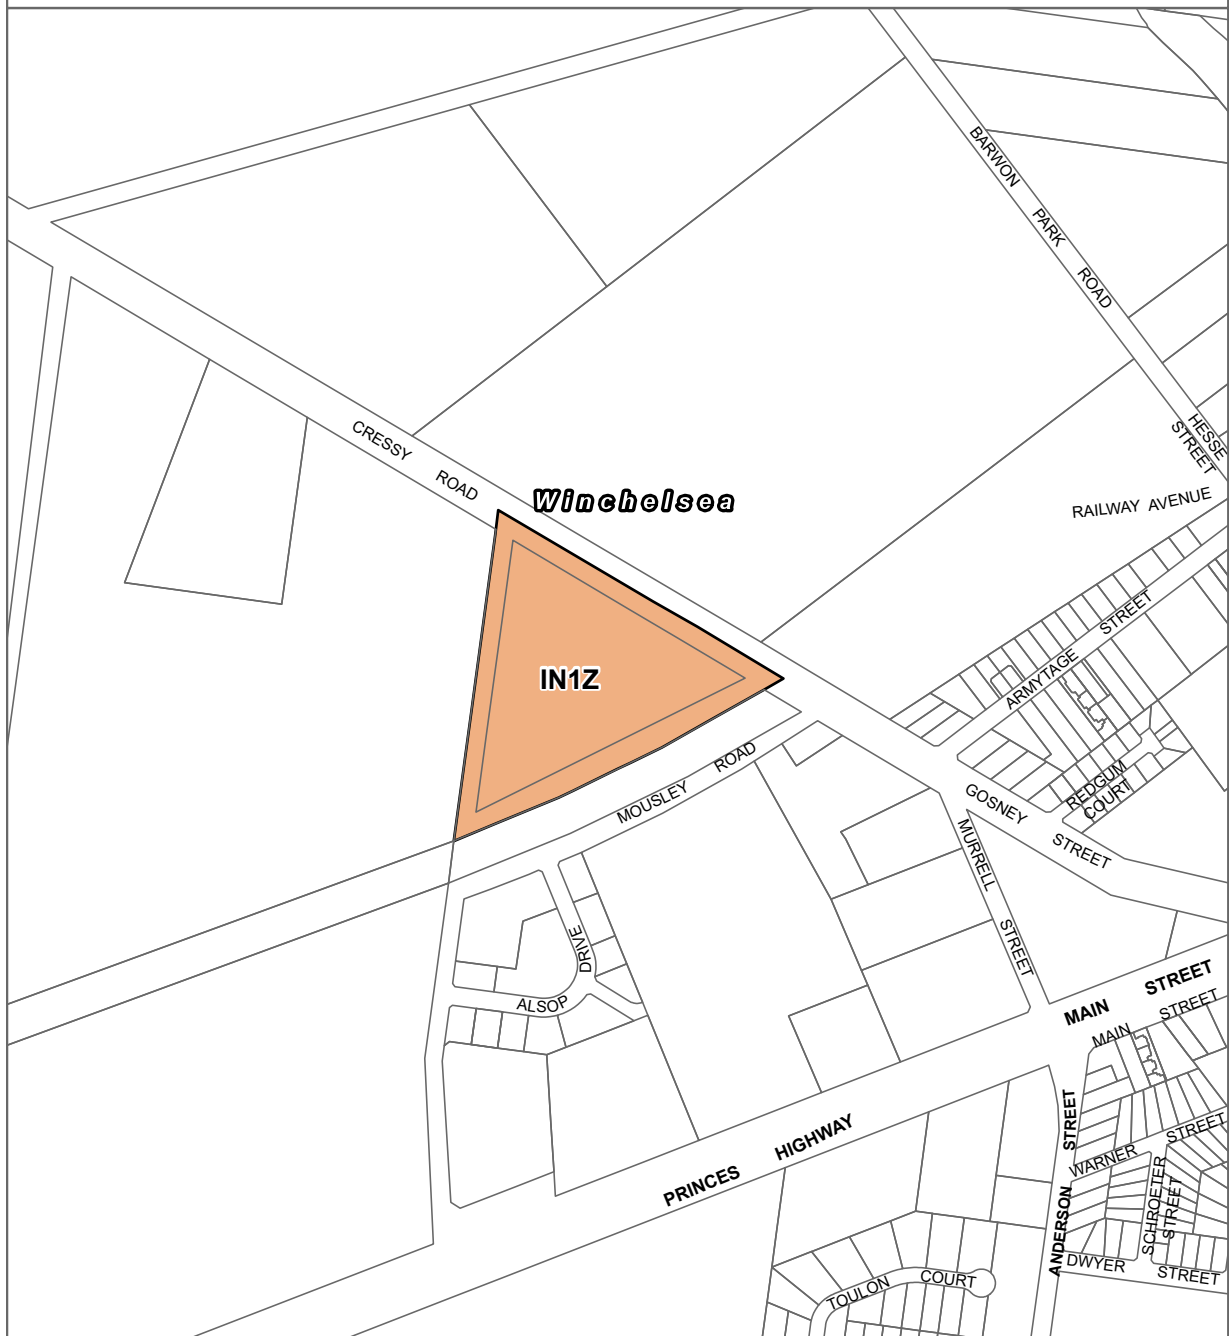 BARWON PARK ROAD
HESSE
STREET
CRESSY ROAD
Winchelsea
RAILWAY AVENUE
ARMYTAGE STREET
IN1Z
MOUSLEY ROAD
REDGUM
COURT
GOSNEY STREET
MURRELL STREET
ALSOP DRIVE
MAIN STREET
MAIN STREET
PRINCES HIGHWAY
ANDERSON STREET
WARNER STREET
SCHROETER
STREET
DWYER STREET
TOULON COURT